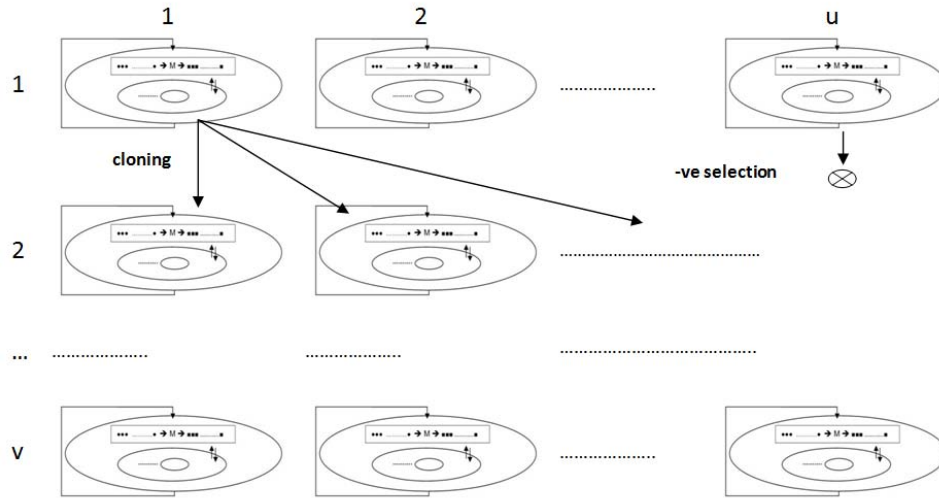 1 2 u
1 ♦♦♦ ..........♦ → M → ■■■ ..........■ ♦♦♦ ..........♦ → M → ■■■ ..........■ ..................... ♦♦♦ ..........♦ → M → ■■■ ..........■
.......... .......... ..........
cloning -ve selection
2 ♦♦♦ ..........♦ → M → ■■■ ..........■ ♦♦♦ ..........♦ → M → ■■■ ..........■ .............................................
.......... ..........
... ..................... ..................... .............................................
v ♦♦♦ ..........♦ → M → ■■■ ..........■ ♦♦♦ ..........♦ → M → ■■■ ..........■ ..................... ♦♦♦ ..........♦ → M → ■■■ ..........■
.......... .......... ..........